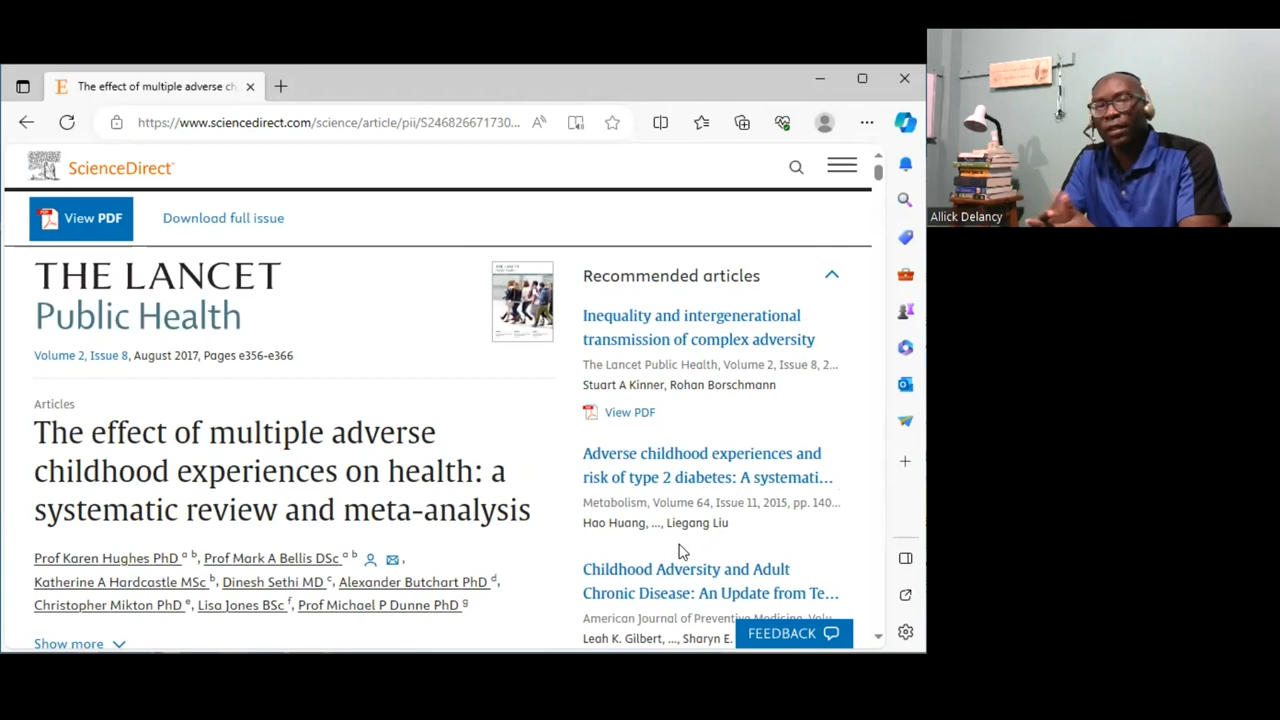 The effect of multiple adverse ch
https://www.sciencedirect.com/science/article/pii/S246826671730...
ScienceDirect
View PDF
Download full issue
THE LANCET
Public Health
Volume 2, Issue 8, August 2017, Pages e356-e366
Articles
The effect of multiple adverse
childhood experiences on health: a
systematic review and meta-analysis
Prof Karen Hughes PhD a b, Prof Mark A Bellis DSc a b,
Katherine A Hardcastle MSc b, Dinesh Sethi MD c, Alexander Butchart PhD d,
Christopher Mikton PhD e, Lisa Jones BSc f, Prof Michael P Dunne PhD g
Show more
Recommended articles
Inequality and intergenerational
transmission of complex adversity
The Lancet Public Health, Volume 2, Issue 8, 2...
Stuart A Kinner, Rohan Borschmann
View PDF
Adverse childhood experiences and
risk of type 2 diabetes: A systemati...
Metabolism, Volume 64, Issue 11, 2015, pp. 140...
Hao Huang, ..., Liegang Liu
Childhood Adversity and Adult
Chronic Disease: An Update from Te...
American Journal of Preventive Medicine, Volu
Leah K. Gilbert, ..., Sharyn E.
FEEDBACK
Allick Delancy